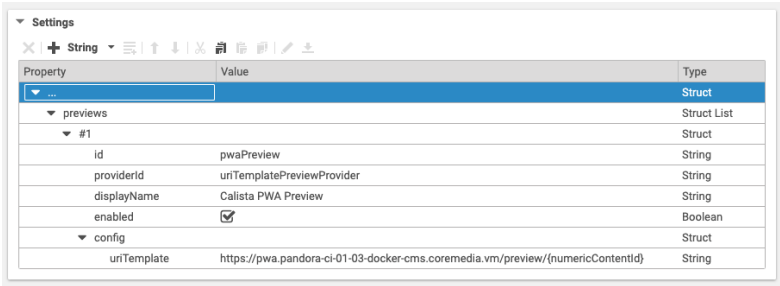 Settings
String
Property Value Type
... Struct
previews Struct List
#1 Struct
id pwaPreview String
providerId uriTemplatePreviewProvider String
displayName Calista PWA Preview String
enabled Boolean
config Struct
uriTemplate https://pwa.pandora-ci-01-03-docker-cms.coremedia.vm/preview/{numericContentId} String